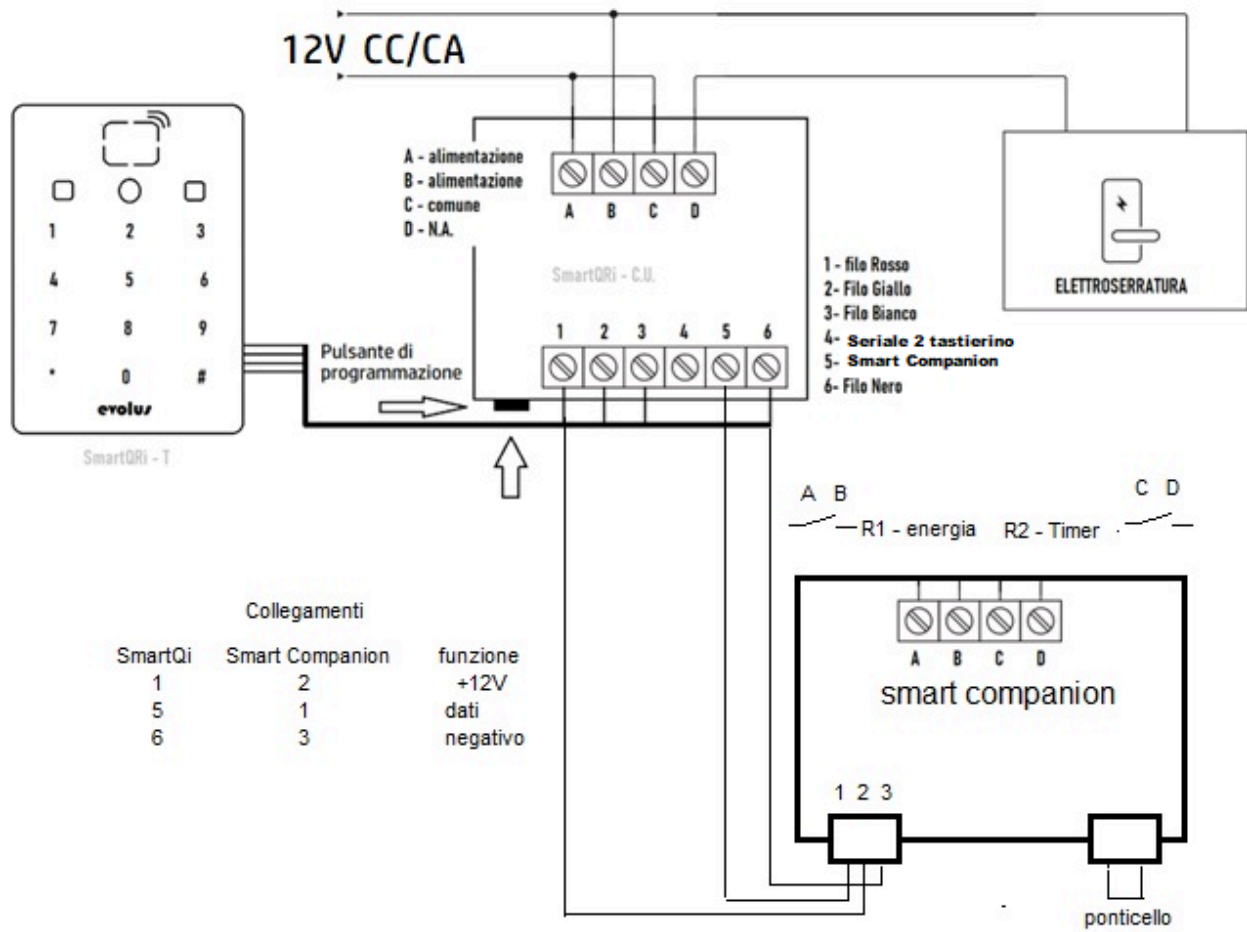 12V CC/CA
A - alimentazione
B - alimentazione
C - comune
D - N.A.
A B C D
SmartQRi - C.U.
1 2 3
4 5 6
7 8 9
* 0 #
evolus
SmartQRi - T
Pulsante di
programmazione
1 2 3 4 5 6
1 - filo Rosso
2- Filo Giallo
3- Filo Bianco
4- Seriale 2 tastierino
5- Smart Companion
6- Filo Nero
ELETTROSERRATURA
A B
R1 - energia
R2 - Timer
C D
A B C D
smart companion
1 2 3
ponticello
Collegamenti
SmartQi Smart Companion funzione
1 2 +12V
5 1 dati
6 3 negativo